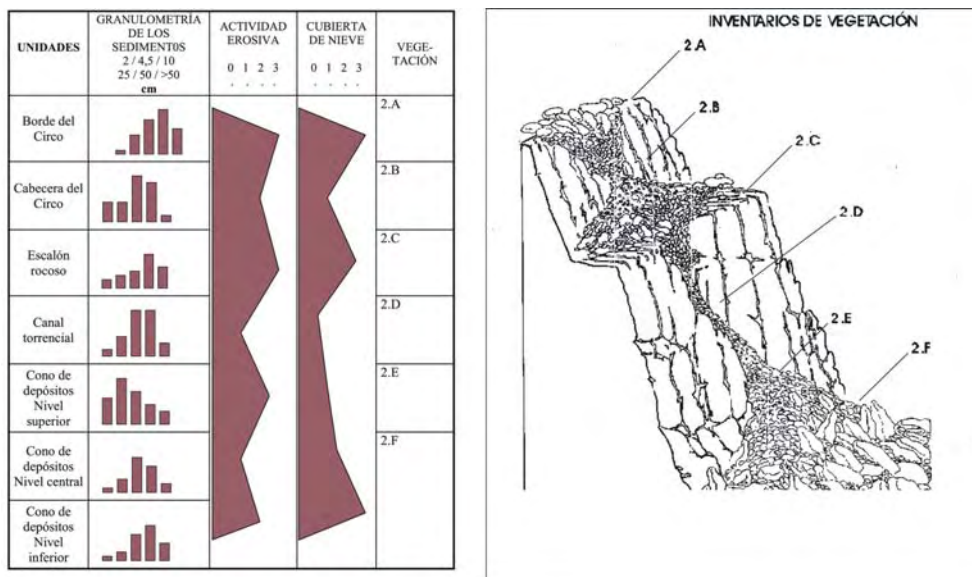 UNIDADES
GRANULOMETRÍA
DE LOS
SEDIMENTOS
2 / 4,5 / 10
25 / 50 / >50
cm
ACTIVIDAD
EROSIVA
0 1 2 3
. . . .
CUBIERTA
DE NIEVE
0 1 2 3
. . . .
VEGE-
TACIÓN
Borde del
Circo
2.A
Cabecera del
Circo
2.B
Escalón
rocoso
2.C
Canal
torrencial
2.D
Cono de
depósitos
Nivel
superior
2.E
Cono de
depósitos
Nivel central
2.F
Cono de
depósitos
Nivel
inferior
INVENTARIOS DE VEGETACIÓN
2.A
2.B
2.C
2.D
2.E
2.F